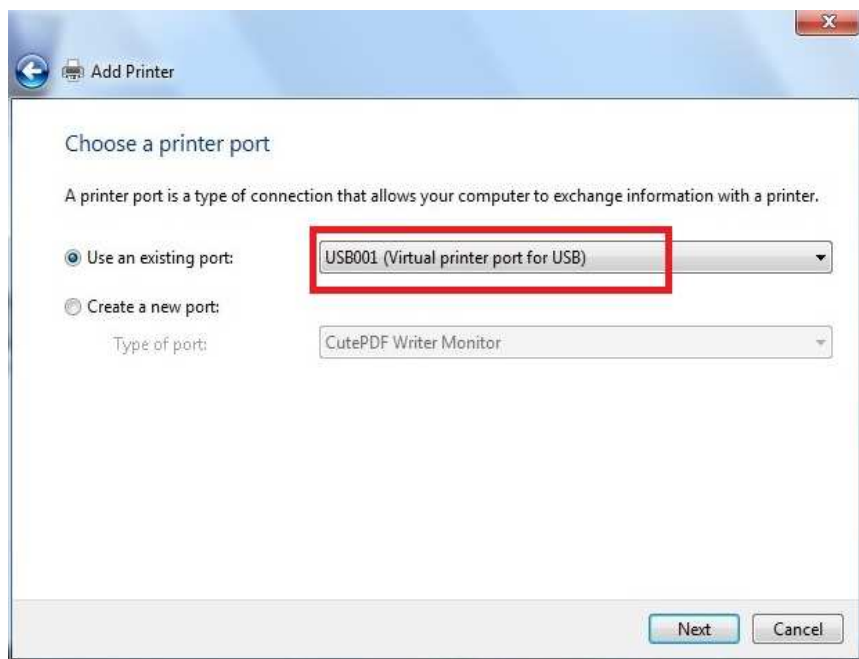 Add Printer
Choose a printer port
A printer port is a type of connection that allows your computer to exchange information with a printer.
Use an existing port: USB001 (Virtual printer port for USB)
Create a new port:
Type of port: CutePDF Writer Monitor
Next Cancel